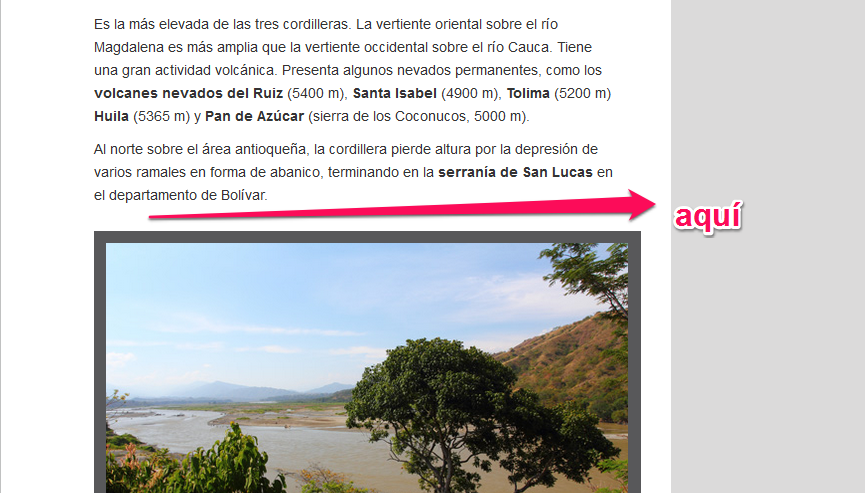 Es la más elevada de las tres cordilleras. La vertiente oriental sobre el río
Magdalena es más amplia que la vertiente occidental sobre el río Cauca. Tiene
una gran actividad volcánica. Presenta algunos nevados permanentes, como los
volcanes nevados del Ruiz (5400 m), Santa Isabel (4900 m), Tolima (5200 m)
Huila (5365 m) y Pan de Azúcar (sierra de los Coconucos, 5000 m).
Al norte sobre el área antioqueña, la cordillera pierde altura por la depresión de
varios ramales en forma de abanico, terminando en la serranía de San Lucas en
el departamento de Bolívar.
aquí